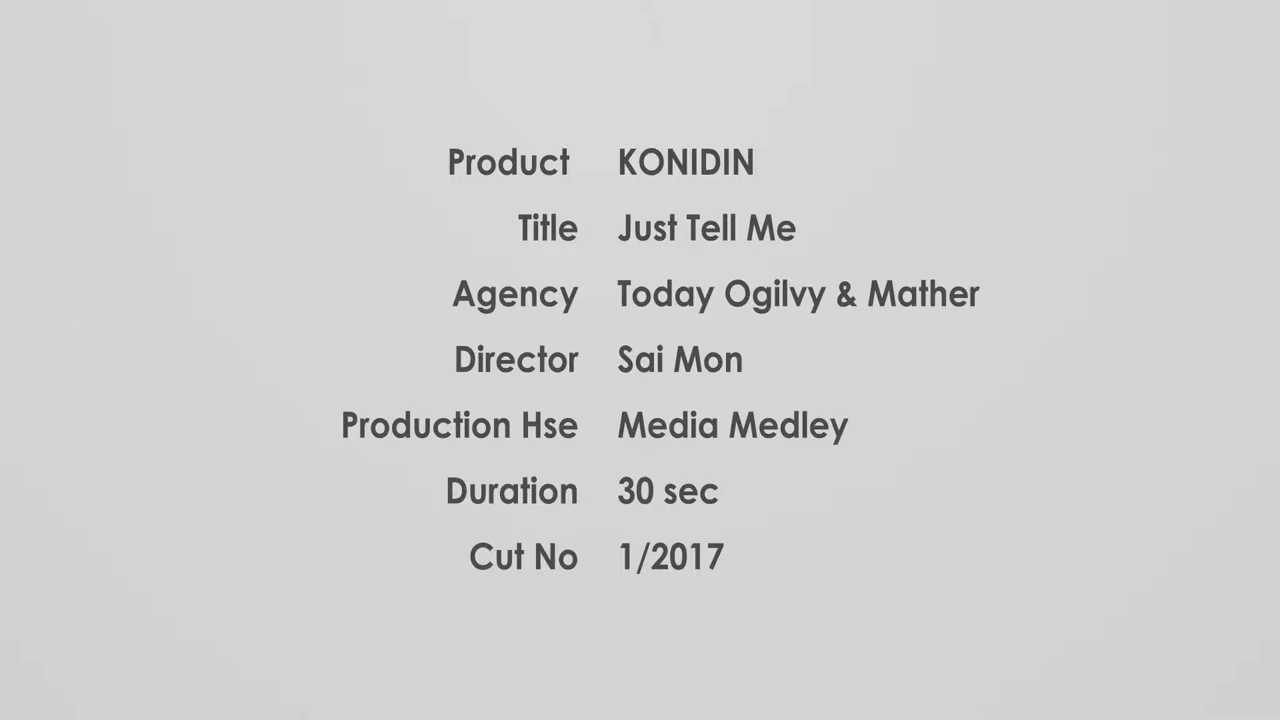 Product KONIDIN
Title Just Tell Me
Agency Today Ogilvy & Mather
Director Sai Mon
Production Hse Media Medley
Duration 30 sec
Cut No 1/2017